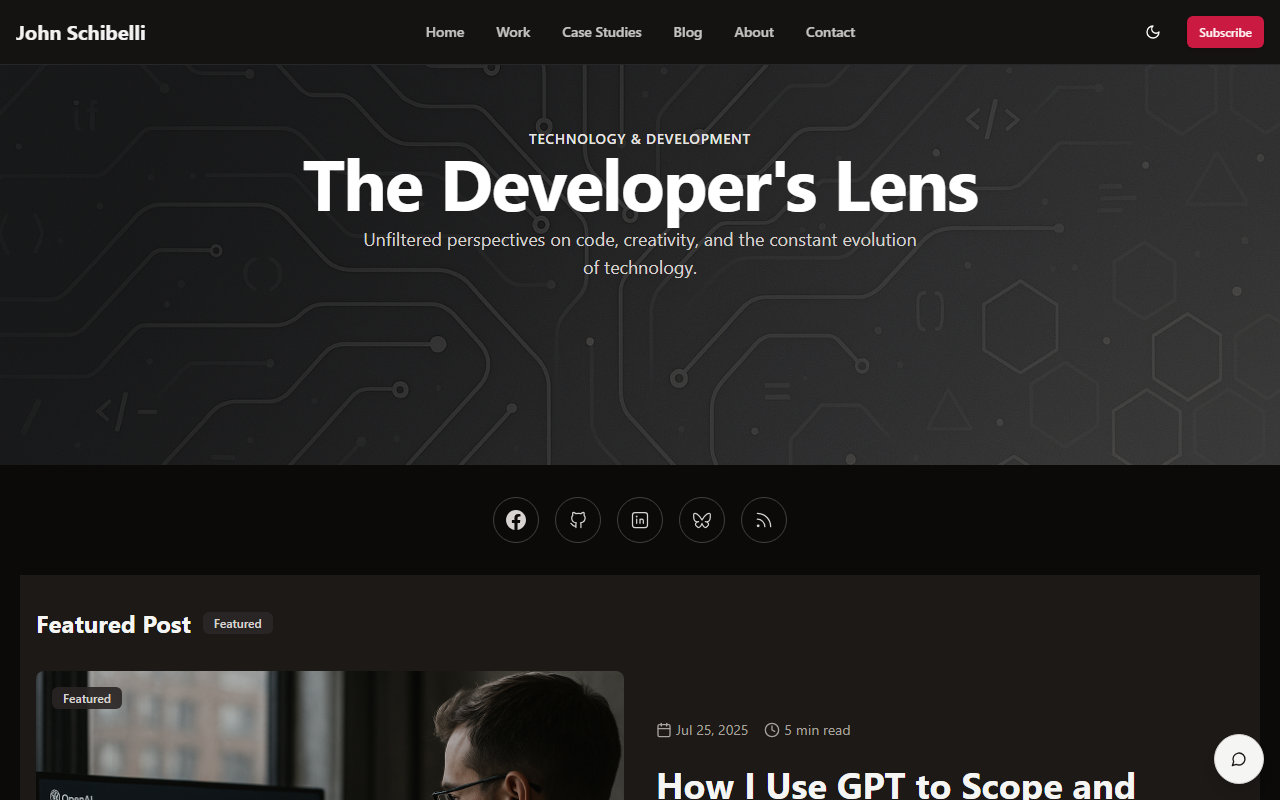 John Schibelli
Home Work Case Studies Blog About Contact
Subscribe
TECHNOLOGY & DEVELOPMENT
The Developer's Lens
Unfiltered perspectives on code, creativity, and the constant evolution
of technology.
Featured Post Featured
Featured
OpenAI
Jul 25, 2025 5 min read
How I Use GPT to Scope and